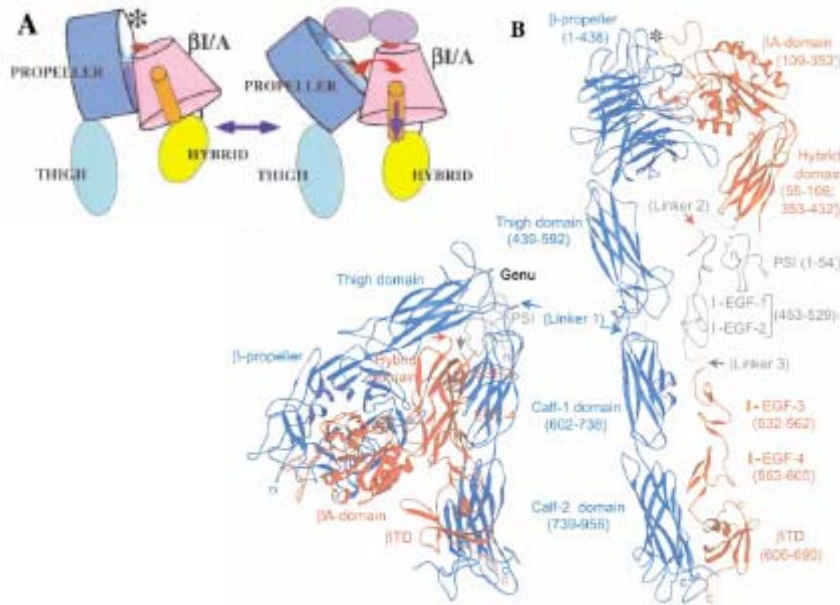 A
*
βI/A
PROPELLER
THIGH
HYBRID
βI/A
PROPELLER
THIGH
HYBRID
B
β-propeller
(1-438)
*
βA-domain
(109-352)
Hybrid
domain
(55-108;
353-432)
Thigh domain
(439-592)
(Linker 2)
PSI (1-54)
I-EGF-1
I-EGF-2
(453-529)
(Linker 3)
Thigh domain
Genu
PSI
(Linker 1)
β-propeller
Hybrid
domain
n
Calf-1 domain
(602-738)
I-EGF-3
(532-562)
I-EGF-4
(563-605)
βA-domain
βTD
Calf-2 domain
(739-956)
βTD
(606-690)
n
c
c